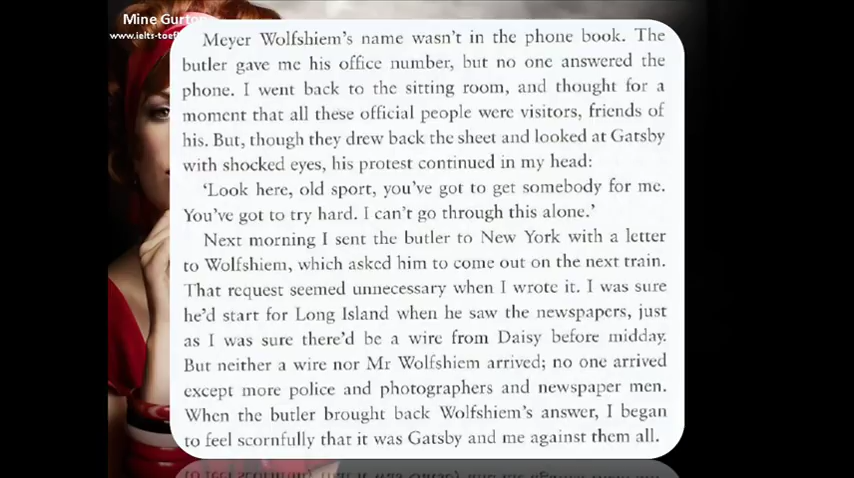 Mine Gurton
www.ielts-toefl
Meyer Wolfshiem's name wasn't in the phone book. The
butler gave me his office number, but no one answered the
phone. I went back to the sitting room, and thought for a
moment that all these official people were visitors, friends of
his. But, though they drew back the sheet and looked at Gatsby
with shocked eyes, his protest continued in my head:
'Look here, old sport, you've got to get somebody for me.
You've got to try hard. I can't go through this alone.'
Next morning I sent the butler to New York with a letter
to Wolfshiem, which asked him to come out on the next train.
That request seemed unnecessary when I wrote it. I was sure
he'd start for Long Island when he saw the newspapers, just
as I was sure there'd be a wire from Daisy before midday.
But neither a wire nor Mr Wolfshiem arrived; no one arrived
except more police and photographers and newspaper men.
When the butler brought back Wolfshiem's answer, I began
to feel scornfully that it was Gatsby and me against them all.